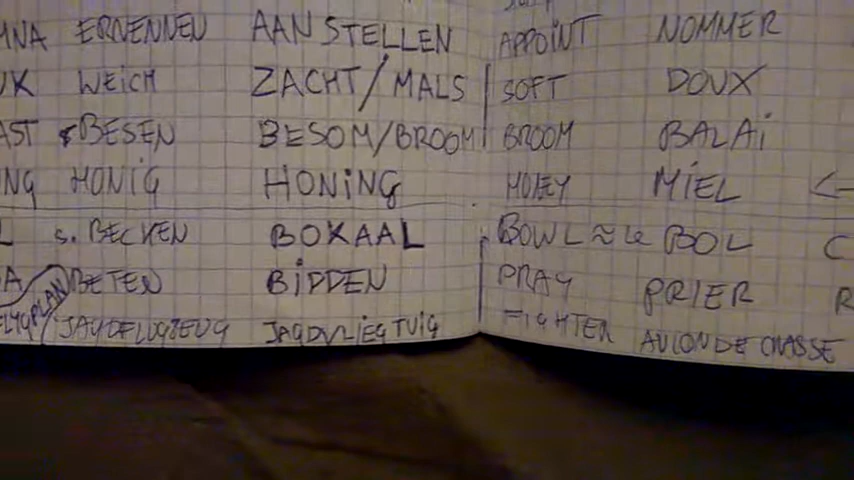 ERNENNEN AANSTELLEN APPOINT NOMMER
WEICH ZACHT/MALS SOFT DOUX
BESEN BESOM/BROOM BROOM BALAI
HONIG HONING HONEY MIEL
S. BECKEN BOKAAL BOWL ≈ LE BOL
BETEN BIDDEN PRAY PRIER
JAGDFLUGZEUG JAGDVLIEGTUIG FIGHTER AVION DE CHASSE